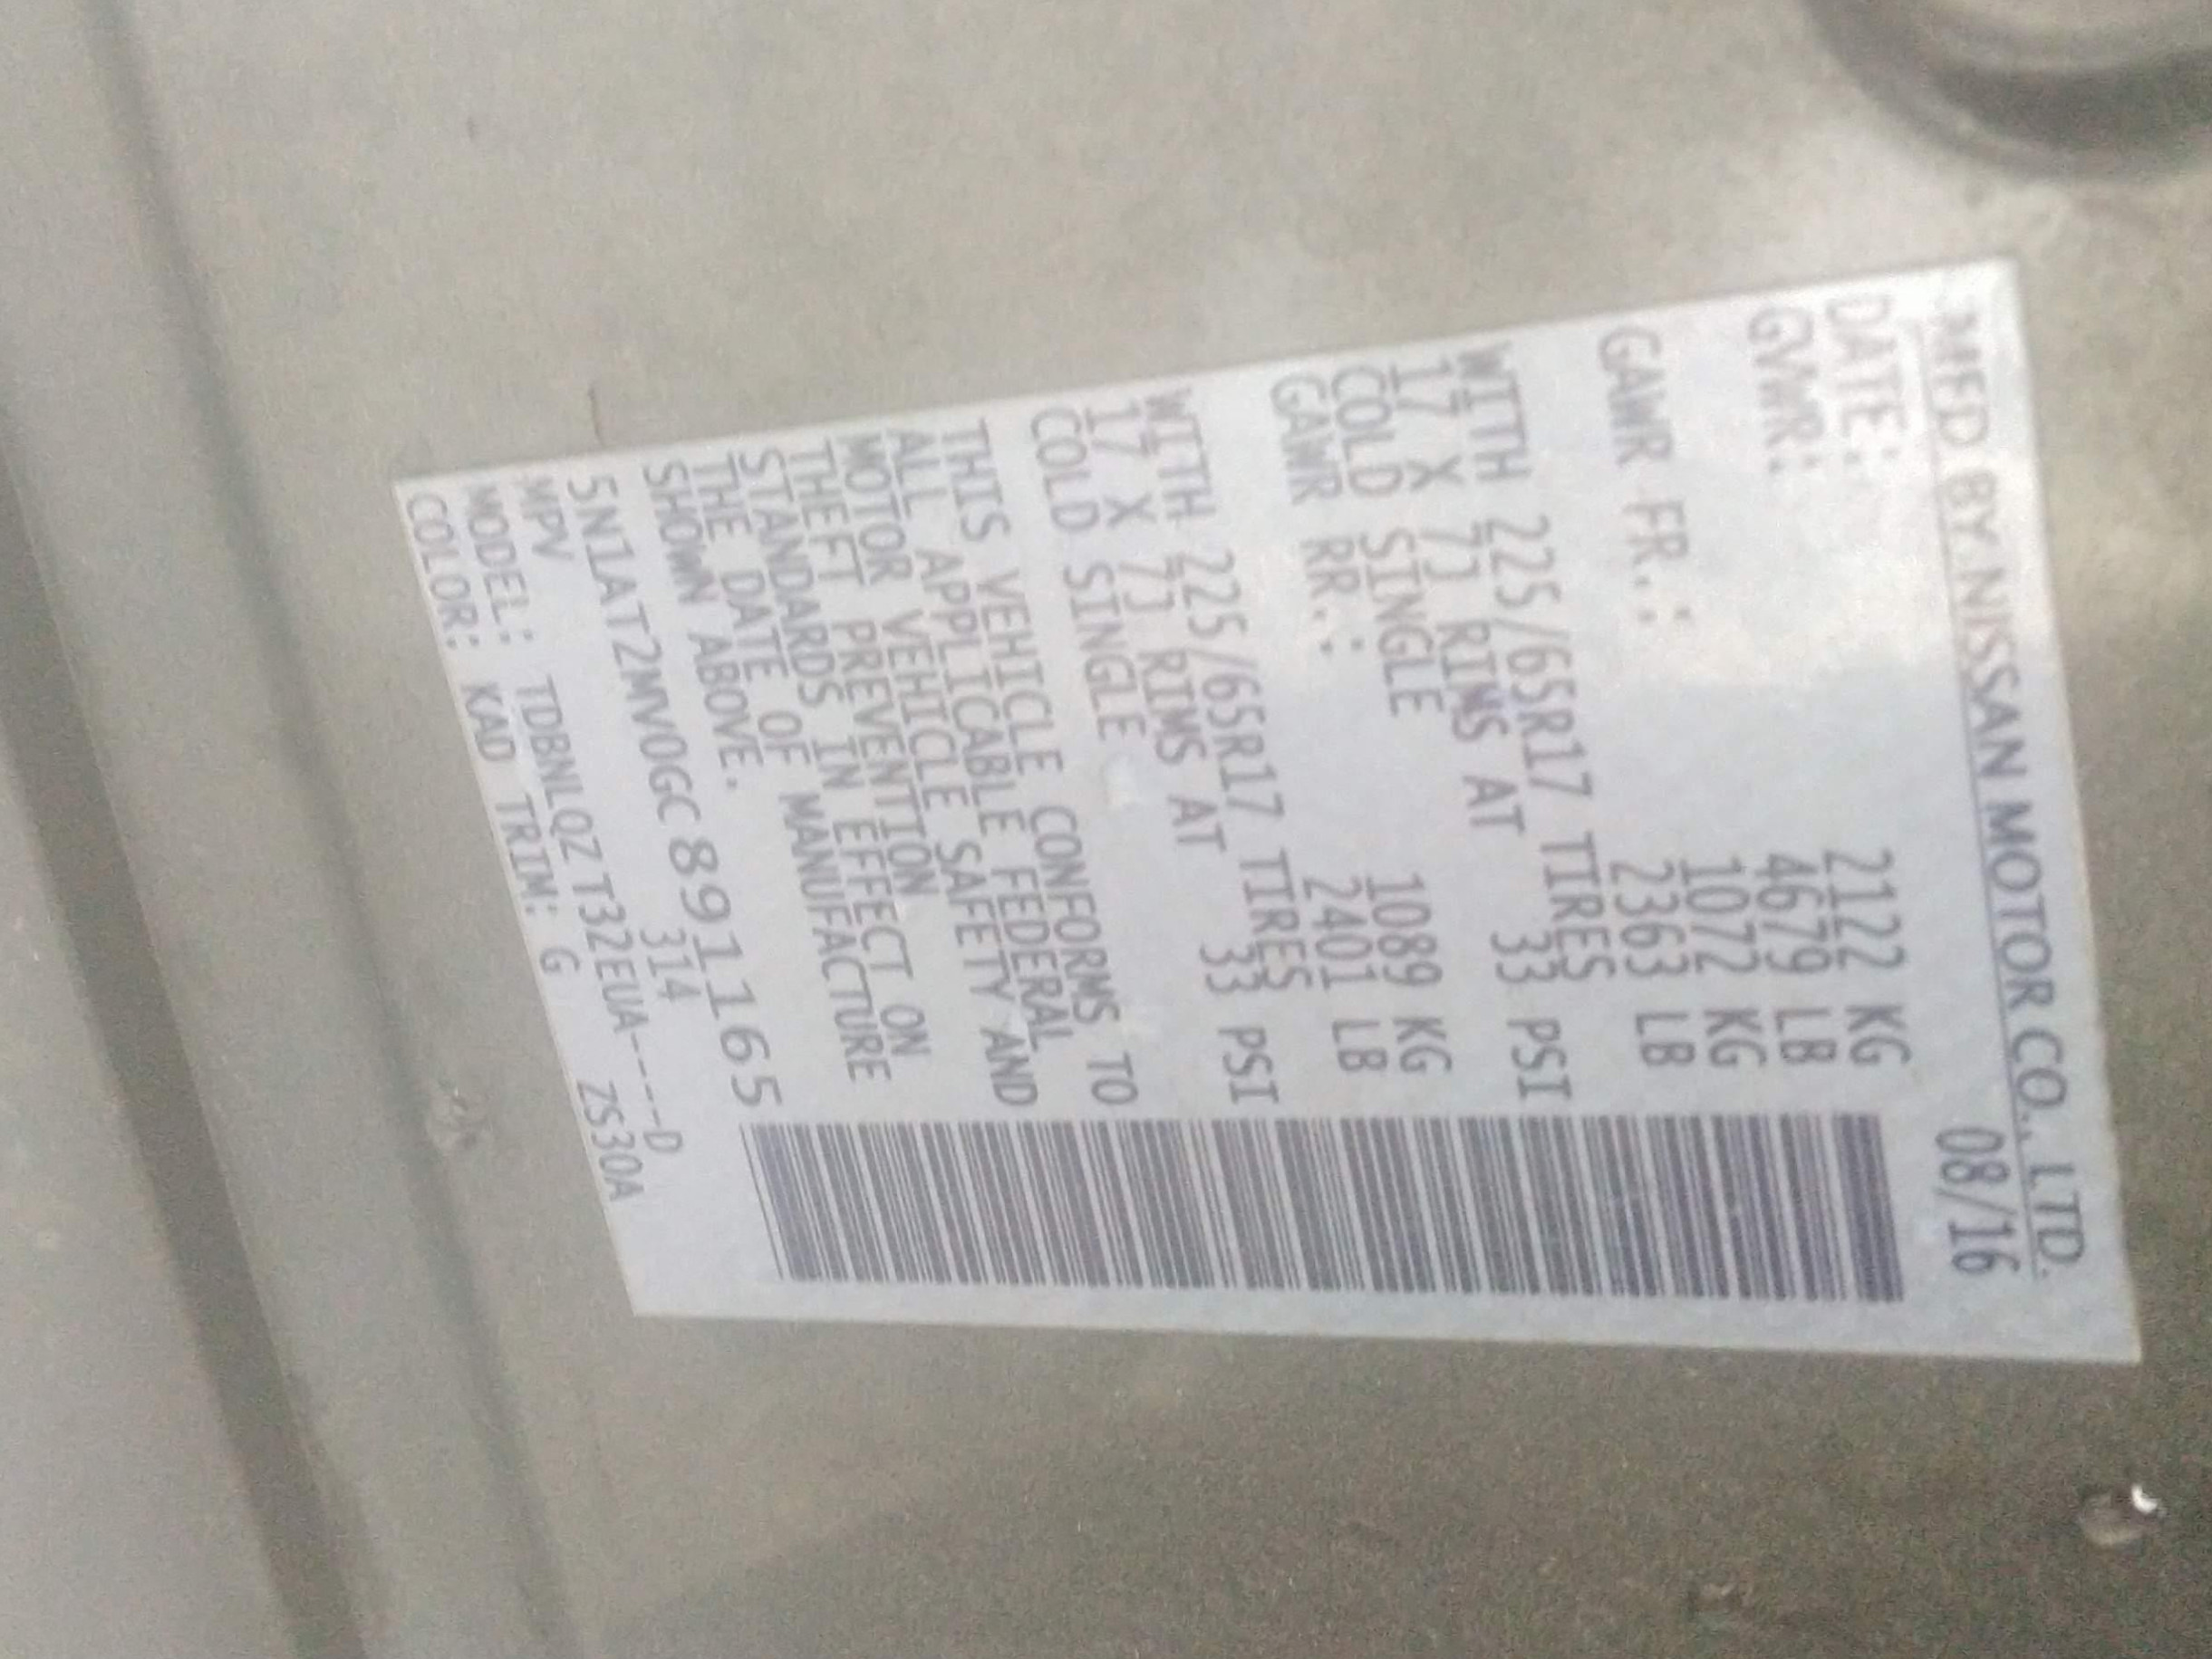 MFD BY NISSAN MOTOR CO., LTD.
DATE: 08/16
GVWR: 2122 KG
4679 LB
GAWR FR.: 1072 KG
2363 LB
WITH 225/65R17 TIRES
17 X 7J RIMS AT 33 PSI
COLD SINGLE
GAWR RR.: 1089 KG
2401 LB
WITH 225/65R17 TIRES
17 X 7J RIMS AT 33 PSI
COLD SINGLE
THIS VEHICLE CONFORMS TO
ALL APPLICABLE FEDERAL
MOTOR VEHICLE SAFETY AND
THEFT PREVENTION
STANDARDS IN EFFECT ON
THE DATE OF MANUFACTURE
SHOWN ABOVE.
5N1AT2MV0GC891165
MPV 314
MODEL: TDBNLQZ T32EUA----D
COLOR: KAD TRIM: G ZS30A